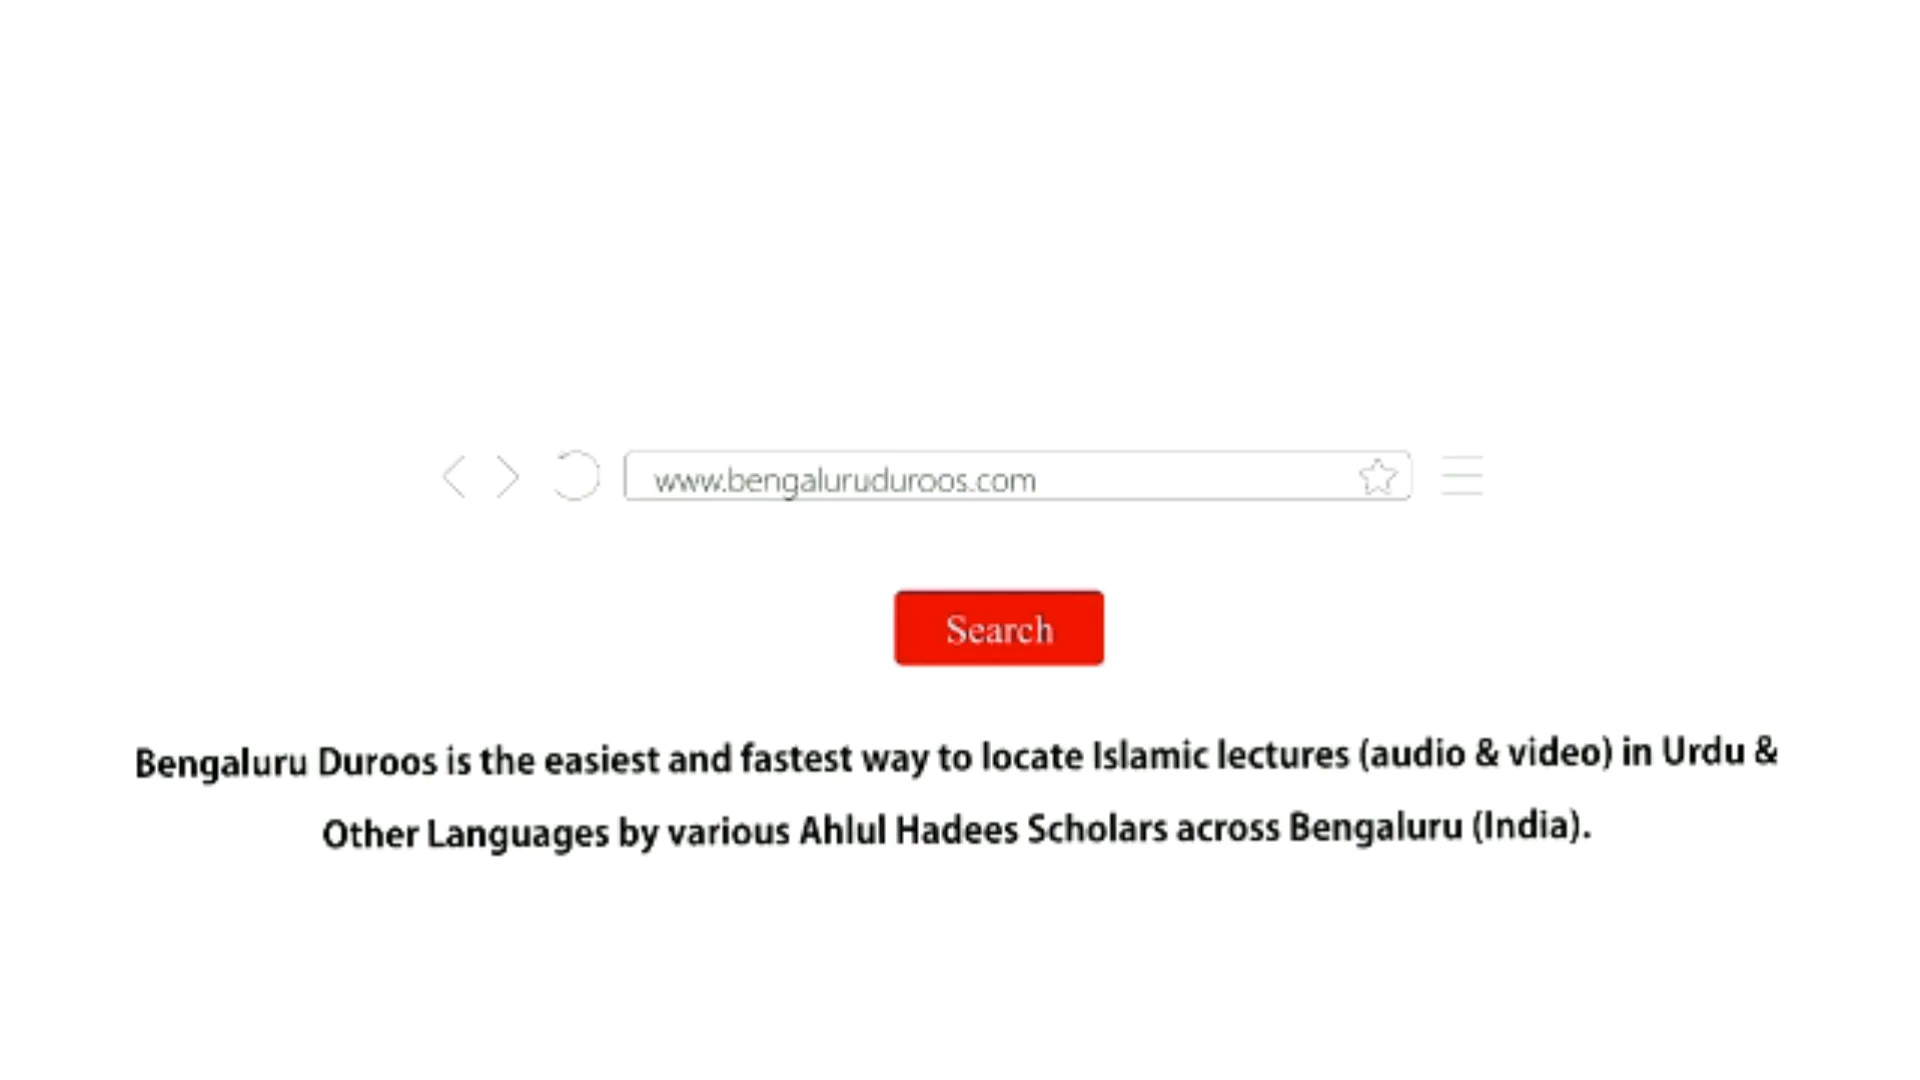 www.bengaluruduroos.com
Search
Bengaluru Duroos is the easiest and fastest way to locate Islamic lectures (audio & video) in Urdu &
Other Languages by various Ahlul Hadees Scholars across Bengaluru (India).